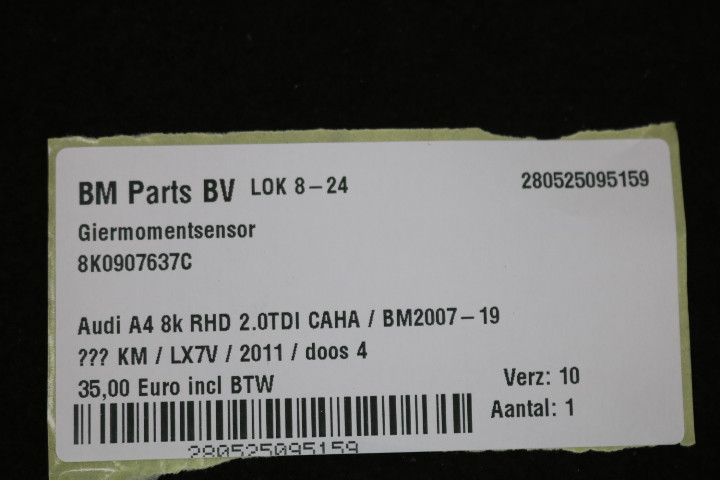 BM Parts BV LOK 8-24 280525095159
Giermomentsensor
8K0907637C
Audi A4 8k RHD 2.0TDI CAHA / BM2007-19
??? KM / LX7V / 2011 / doos 4
35,00 Euro incl BTW Verz: 10
Aantal: 1
280525095159